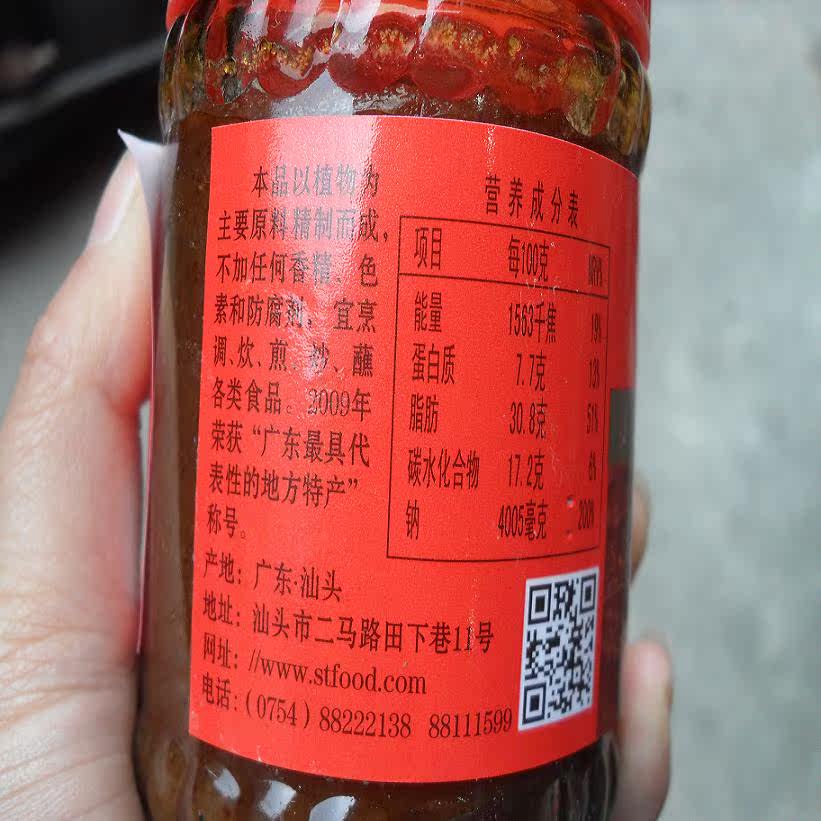 本品以植物为
主要原料精制而成,
不加任何香精、色
素和防腐剂。宜烹
调、炊、煎、炒、蘸
各类食品。2009年
荣获“广东最具代
表性的地方特产”
称号。
产地: 广东·汕头
地址: 汕头市二马路田下巷11号
网址: //www.stfood.com
电话: (0754) 88222138 88111599
营养成分表
项目 每100克 NRV%
能量 1563千焦 19%
蛋白质 7.7克 13%
脂肪 30.8克 51%
碳水化合物 17.2克 6%
钠 4005毫克 200%